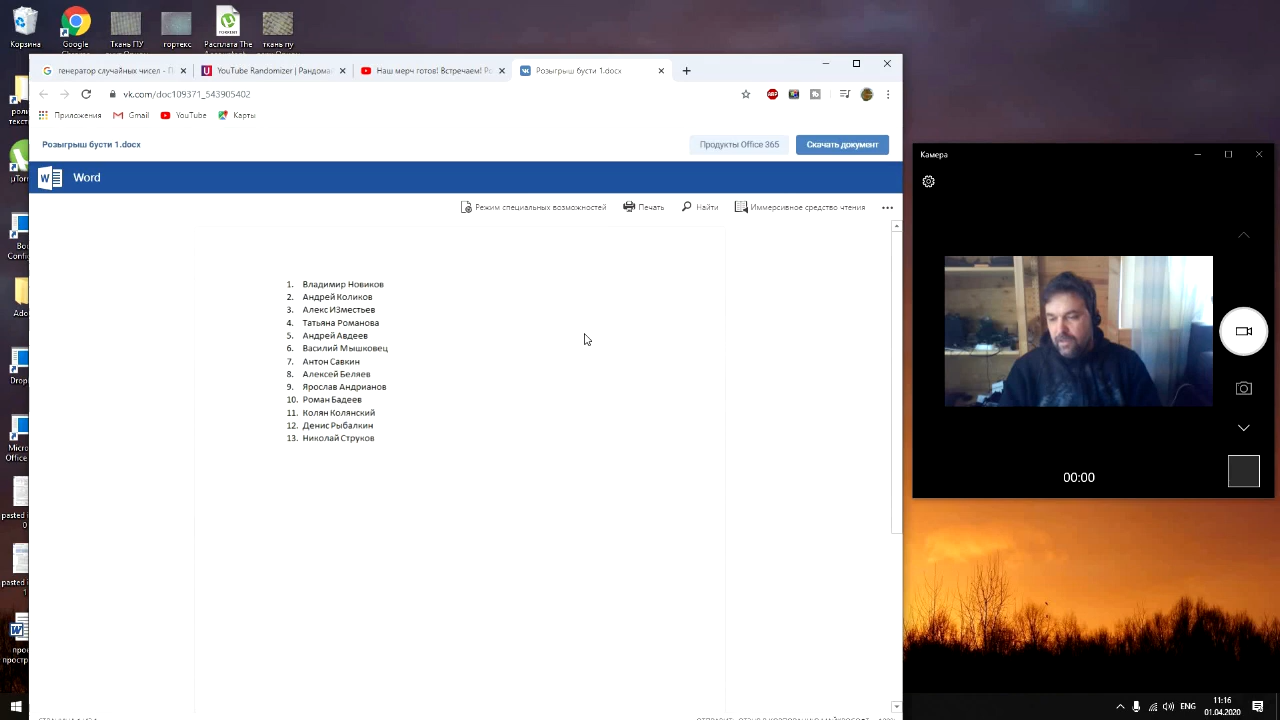 Корзина
Google
Ткань ПУ
Расплата The
ткань ПУ
генератор случайных чисел - П
YouTube Randomizer | Рандомай
Наш мерч готов! Встречаем! Ро
Розыгрыш бусти 1.docx
vk.com/doc109371_543905402
Приложения
Gmail
YouTube
Карты
Розыгрыш бусти 1.docx
Продукты Office 365
Скачать документ
Word
Режим специальных возможностей
Печать
Найти
Иммерсивное средство чтения
1. Владимир Новиков
2. Андрей Коликов
3. Алекс ИЗместьев
4. Татьяна Романова
5. Андрей Авдеев
6. Василий Мышковец
7. Антон Савкин
8. Алексей Беляев
9. Ярослав Андрианов
10. Роман Бадеев
11. Колян Колянский
12. Денис Рыбалкин
13. Николай Струков
Камера
00:00
ENG
11:16
01.04.2020